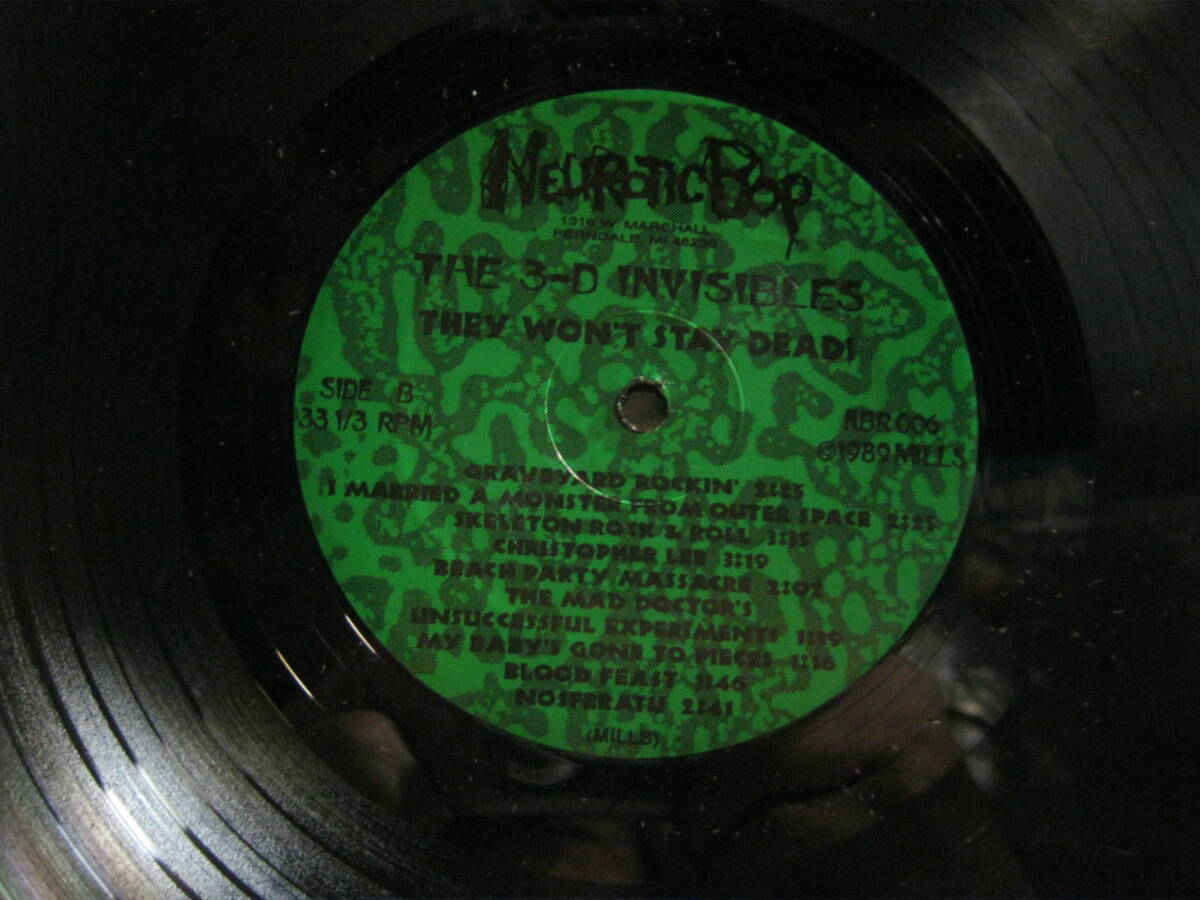 NEUROTIC BOP
1316 W. MARSHALL
FERNDALE, MI 48220
THE 3-D INVISIBLES
THEY WON'T STAY DEAD!
SIDE B
33 1/3 RPM
NBR 006
©1989 MILLS
GRAVEYARD ROCKIN'
I MARRIED A MONSTER FROM OUTER SPACE 2:25
SKELETON ROCK & ROLL
CHRISTOPHER LEE 3:19
BEACH PARTY MASSACRE 2:02
THE MAD DOCTOR'S
UNSUCCESSFUL EXPERIMENTS
MY BABY'S GONE TO PIECES 1:16
BLOOD FEAST
NOSFERATU 2:41
(MILLS)